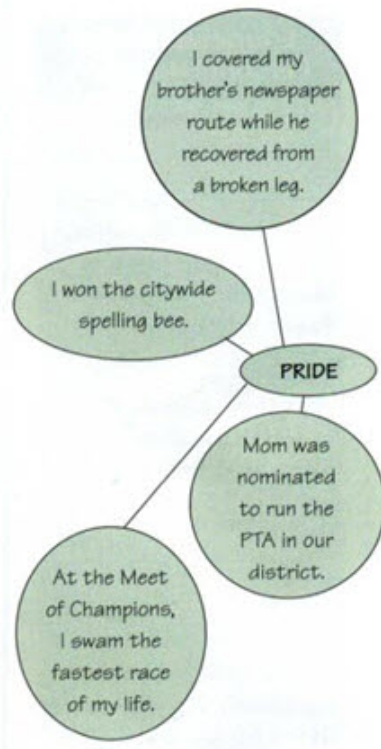 I covered my
brother's newspaper
route while he
recovered from
a broken leg.
I won the citywide
spelling bee.
PRIDE
Mom was
nominated
to run the
PTA in our
district.
At the Meet
of Champions,
I swam the
fastest race
of my life.